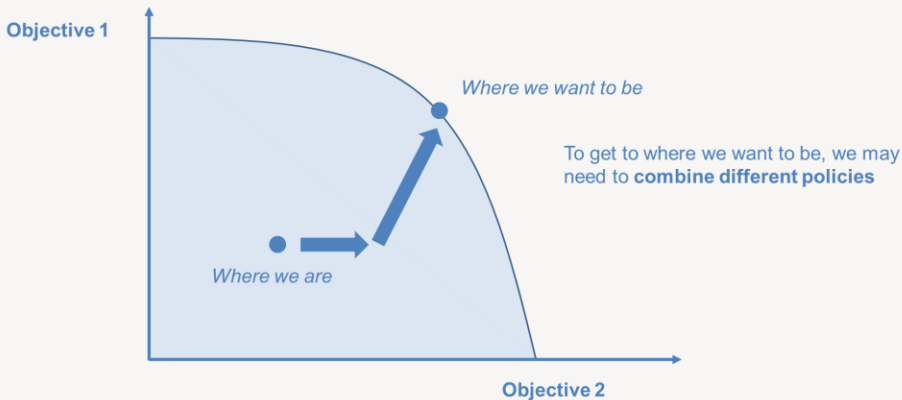 Objective 1
Where we want to be
To get to where we want to be, we may
need to combine different policies
Where we are
Objective 2